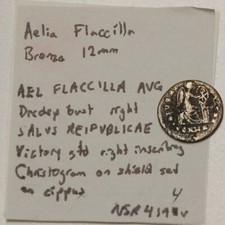 Aelia Flaccilla
Bronze 12mm
AEL FLACCILLA AVG
Draped bust right
SALVS REIPVBLICAE
Victory std right inscribing
Christogram on shield set
on cippus
4